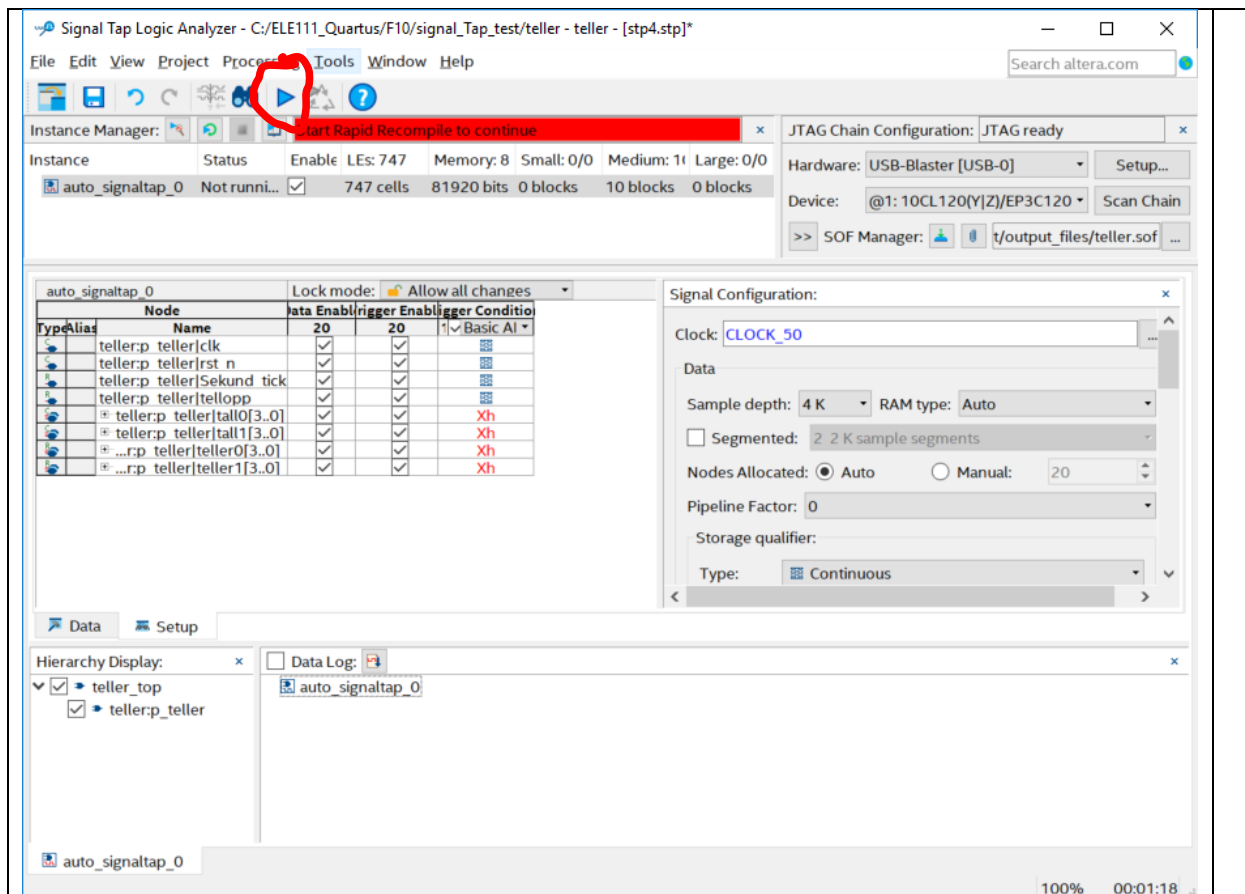 Signal Tap Logic Analyzer - C:/ELE111_Quartus/F10/signal_Tap_test/teller - teller - [stp4.stp]*
File Edit View Project Tools Window Help
Search altera.com
Instance Manager: Start Rapid Recompile to continue
JTAG Chain Configuration: JTAG ready
Instance Status Enable LEs: 747 Memory: 8 Small: 0/0 Medium: 1( Large: 0/0
auto_signaltap_0 Not runni... 747 cells 81920 bits 0 blocks 10 blocks 0 blocks
Hardware: USB-Blaster [USB-0] Setup...
Device: @1: 10CL120(Y|Z)/EP3C120 Scan Chain
>> SOF Manager: t/output_files/teller.sof ...
auto_signaltap_0 Lock mode: Allow all changes
Node
Type Alias Name 20 20 1 Basic Al
teller:p_teller|clk
teller:p_teller|rst_n
teller:p_teller|Sekund_tick
teller:p_teller|tellopp
teller:p_teller|tall0[3..0] Xh
teller:p_teller|tall1[3..0] Xh
...r:p_teller|teller0[3..0] Xh
...r:p_teller|teller1[3..0] Xh
Signal Configuration:
Clock: CLOCK_50 ...
Data
Sample depth: 4 K RAM type: Auto
Segmented: 2 2 K sample segments
Nodes Allocated: Auto Manual: 20
Pipeline Factor: 0
Storage qualifier:
Type: Continuous
Data Setup
Hierarchy Display:
teller_top
teller:p_teller
Data Log:
auto_signaltap_0
auto_signaltap_0
100% 00:01:18